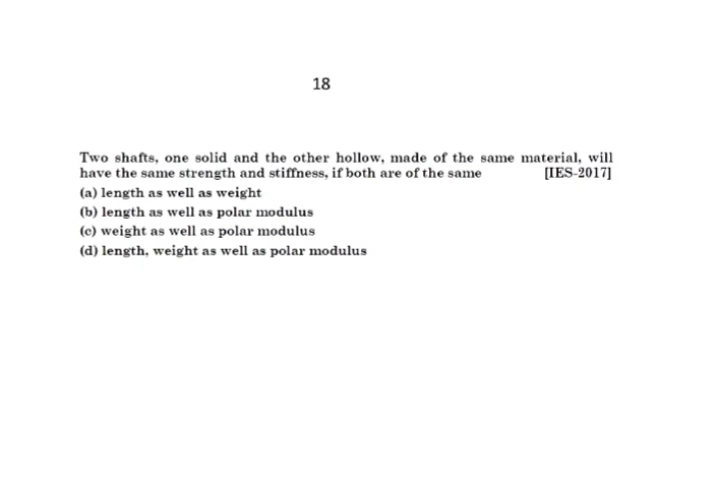 18
Two shafts, one solid and the other hollow, made of the same material, will
have the same strength and stiffness, if both are of the same [IES-2017]
(a) length as well as weight
(b) length as well as polar modulus
(c) weight as well as polar modulus
(d) length, weight as well as polar modulus